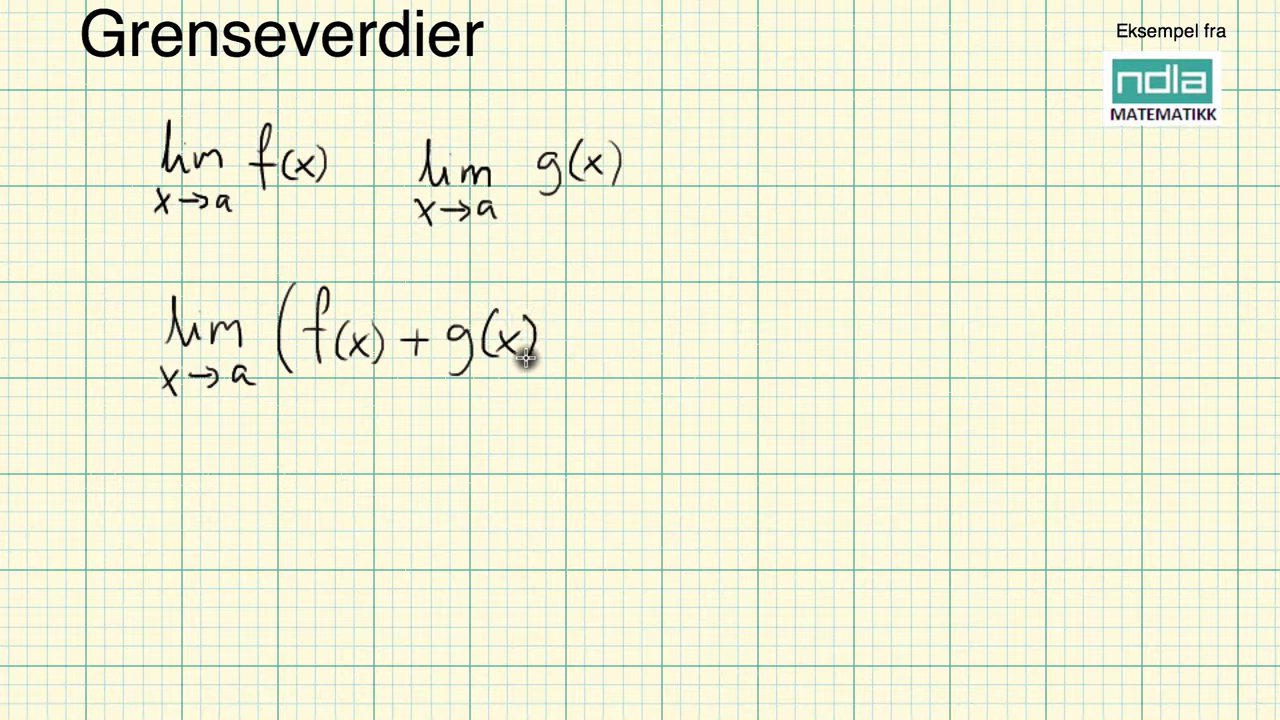 Grenseverdier
Eksempel fra
ndla
MATEMATIKK
lim f(x) lim g(x)
x→a x→a
lim (f(x) + g(x)
x→a